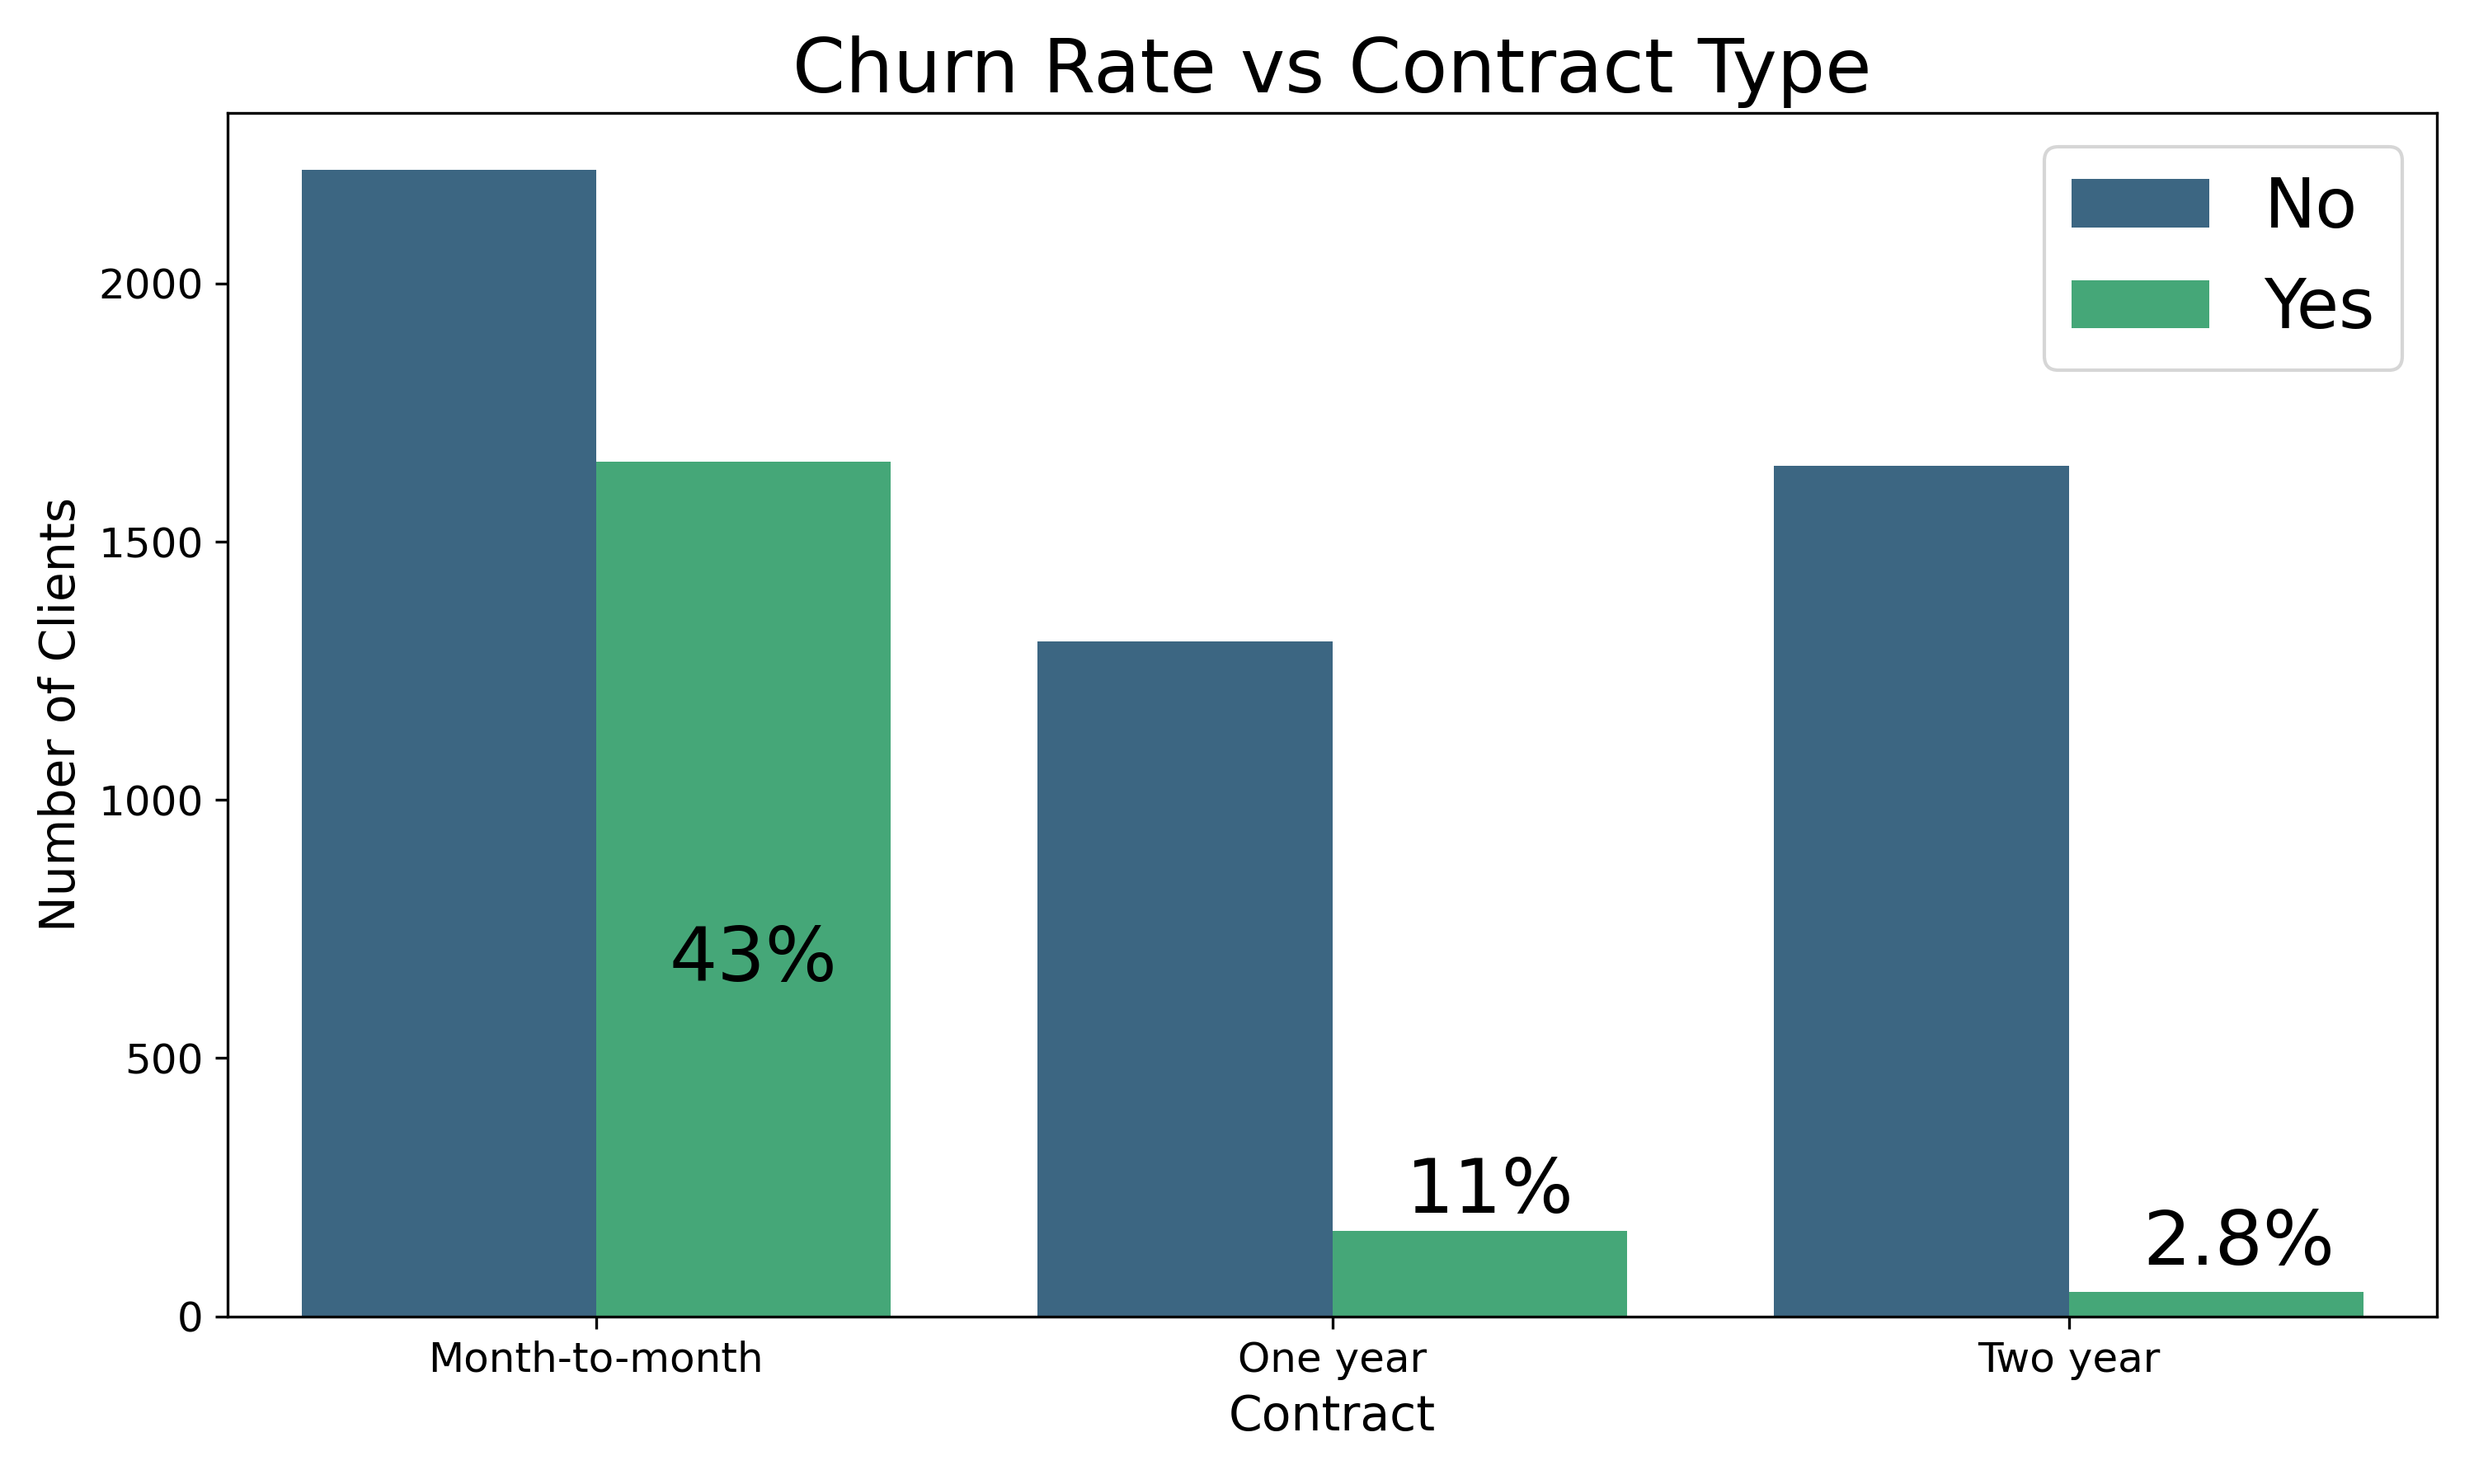 Churn Rate vs Contract Type
No
Yes
2000
1500
1000
500
0
Number of Clients
43%
11%
2.8%
Month-to-month
One year
Two year
Contract